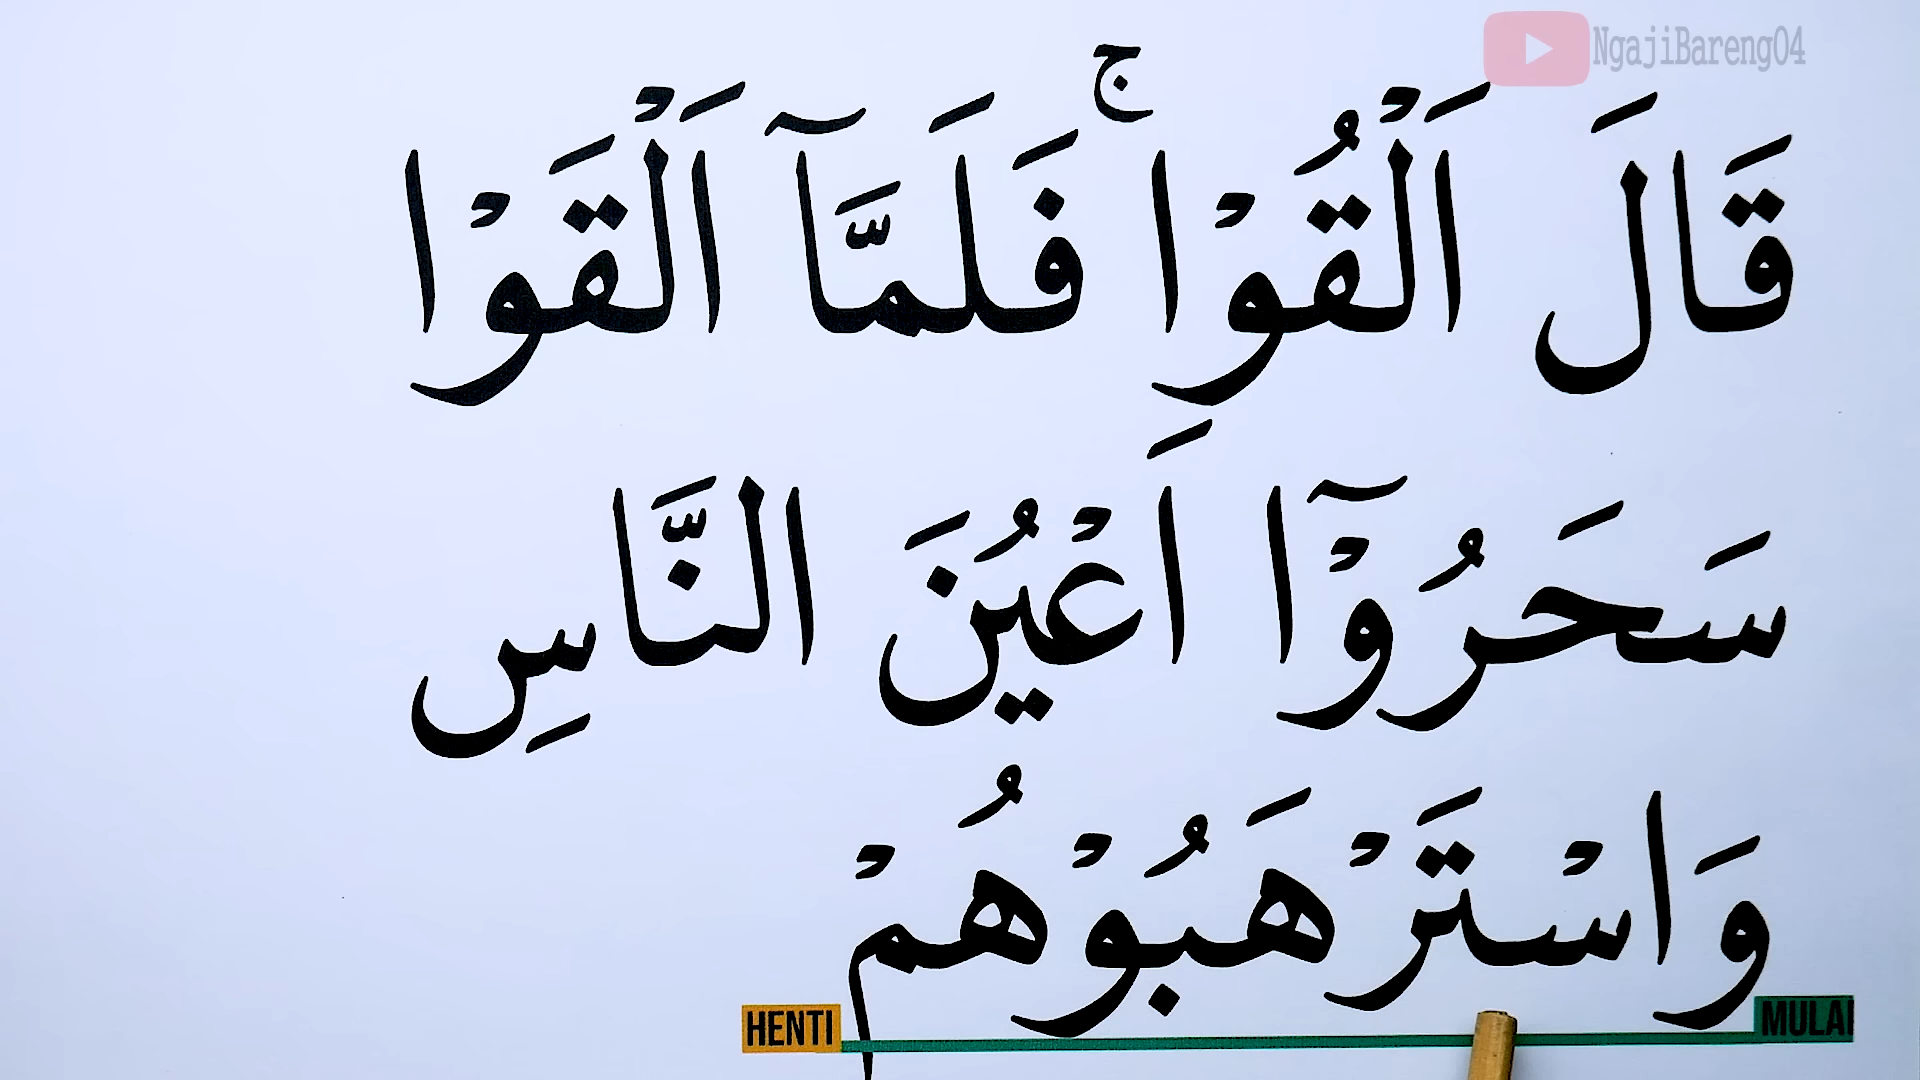 NgajiBareng04
قَالَ اَلْقُوْاۚ فَلَمَّآ اَلْقَوْا
سَحَرُوْٓا اَعْيُنَ النَّاسِ
وَاسْتَرْهَبُوْهُمْ
HENTI MULAI